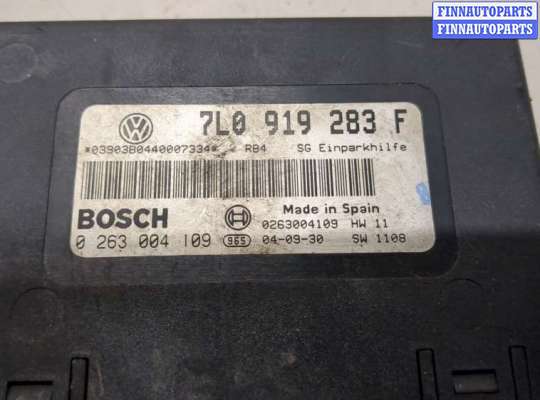 FINNAUTOPARTS
FINNAUTOPARTS
7L0 919 283 F
*03903B0440007334* RB4 SG Einparkhilfe
BOSCH Made in Spain
0263004109 HW 11
0 263 004 109 965 04-09-30 SW 1108